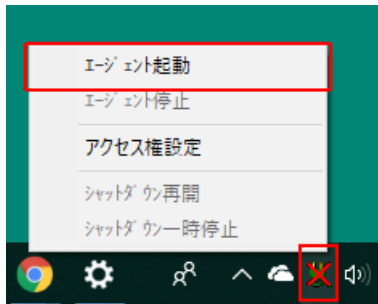 ｴｰｼﾞｪﾝﾄ起動
ｴｰｼﾞｪﾝﾄ停止
アクセス権設定
ｼｬｯﾄﾀﾞｳﾝ再開
ｼｬｯﾄﾀﾞｳﾝ一時停止